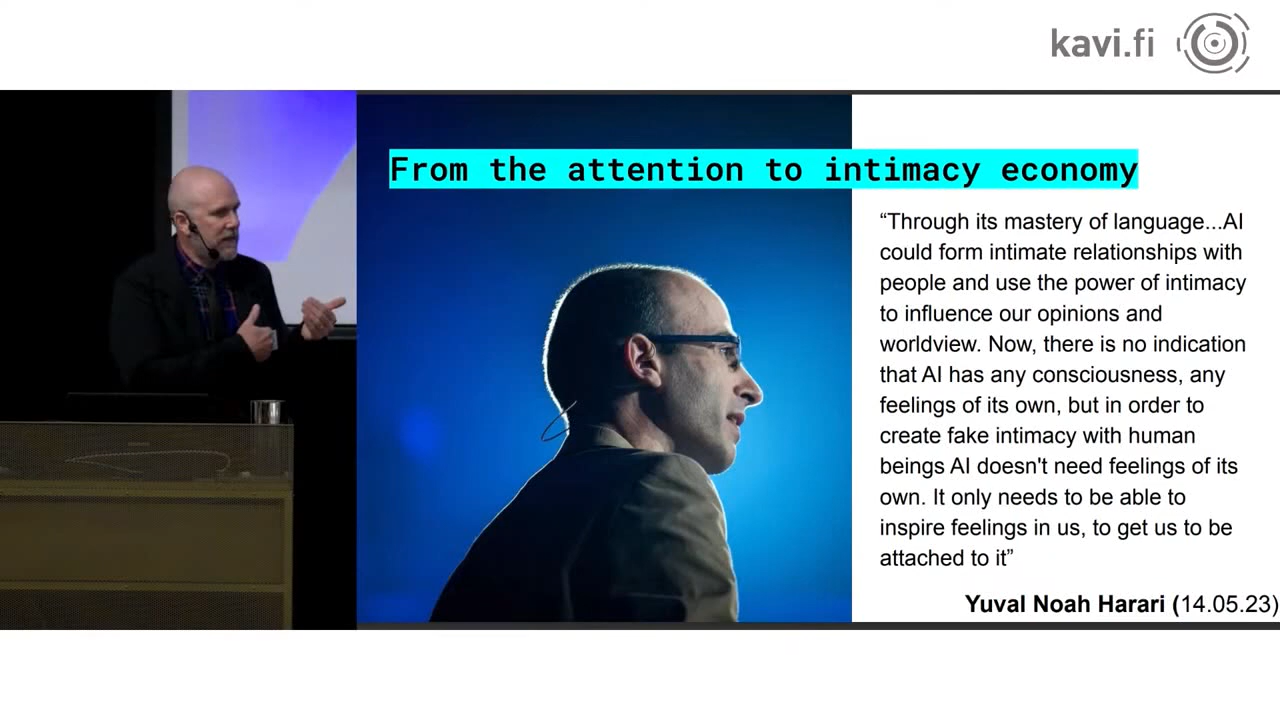 kavi.fi
From the attention to intimacy economy
“Through its mastery of language...AI
could form intimate relationships with
people and use the power of intimacy
to influence our opinions and
worldview. Now, there is no indication
that AI has any consciousness, any
feelings of its own, but in order to
create fake intimacy with human
beings AI doesn't need feelings of its
own. It only needs to be able to
inspire feelings in us, to get us to be
attached to it”
Yuval Noah Harari (14.05.23)